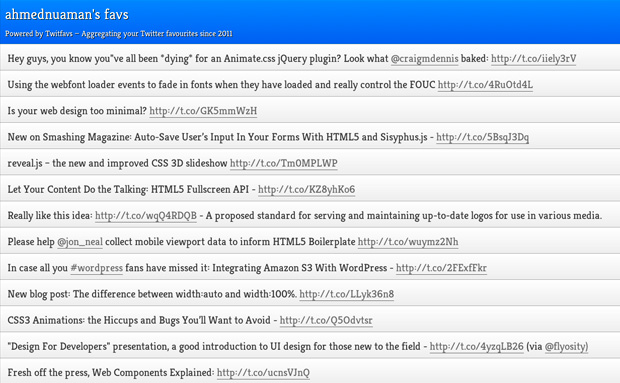 ahmednuaman's favs
Powered by Twitfavs – Aggregating your Twitter favourites since 2011
Hey guys, you know you"ve all been "dying" for an Animate.css jQuery plugin? Look what @craigmdennis baked: http://t.co/iiely3rV
Using the webfont loader events to fade in fonts when they have loaded and really control the FOUC http://t.co/4RuOtd4L
Is your web design too minimal? http://t.co/GK5mmWzH
New on Smashing Magazine: Auto-Save User's Input In Your Forms With HTML5 and Sisyphus.js - http://t.co/5BsqJ3Dq
reveal.js – the new and improved CSS 3D slideshow http://t.co/Tm0MPLWP
Let Your Content Do the Talking: HTML5 Fullscreen API - http://t.co/KZ8yhKo6
Really like this idea: http://t.co/wqQ4RDQB - A proposed standard for serving and maintaining up-to-date logos for use in various media.
Please help @jon_neal collect mobile viewport data to inform HTML5 Boilerplate http://t.co/wuymz2Nh
In case all you #wordpress fans have missed it: Integrating Amazon S3 With WordPress - http://t.co/2FExfFkr
New blog post: The difference between width:auto and width:100%. http://t.co/LLyk36n8
CSS3 Animations: the Hiccups and Bugs You'll Want to Avoid - http://t.co/Q5Odvtsr
"Design For Developers" presentation, a good introduction to UI design for those new to the field - http://t.co/4yzqLB26 (via @flyosity)
Fresh off the press, Web Components Explained: http://t.co/ucnsVJnQ